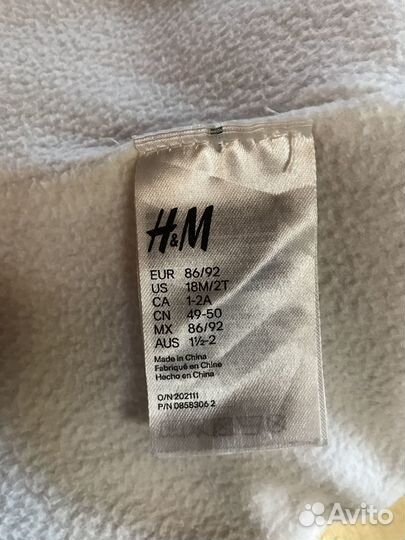 H&M
EUR 86/92
US 18M/2T
CA 1-2A
CN 49-50
MX 86/92
AUS 1½-2
Made in China
Fabriqué en Chine
Hecho en China
O/N 202111
P/N D858306 2
Avito